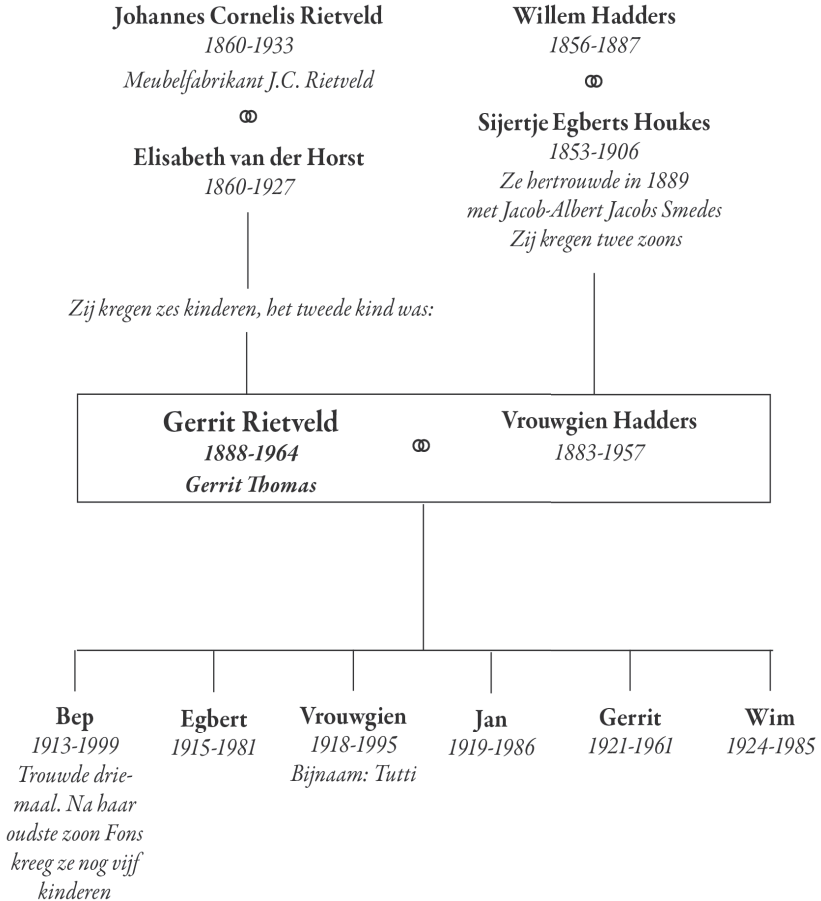 Johannes Cornelis Rietveld
1860-1933
Meubelfabrikant J.C. Rietveld
Elisabeth van der Horst
1860-1927
Willem Hadders
1856-1887
Sijertje Egberts Houkes
1853-1906
Ze hertrouwde in 1889
met Jacob-Albert Jacobs Smedes
Zij kregen twee zoons
Zij kregen zes kinderen, het tweede kind was:
Gerrit Rietveld
1888-1964
Gerrit Thomas
Vrouwgien Hadders
1883-1957
Bep
1913-1999
Trouwde drie-
maal. Na haar
oudste zoon Fons
kreeg ze nog vijf
kinderen
Egbert
1915-1981
Vrouwgien
1918-1995
Bijnaam: Tutti
Jan
1919-1986
Gerrit
1921-1961
Wim
1924-1985